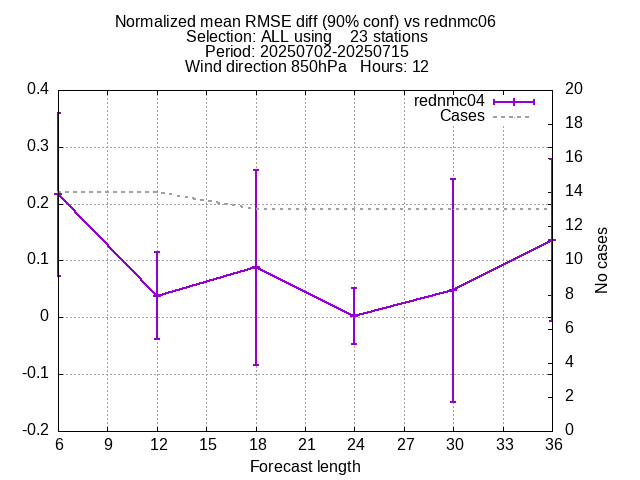 Normalized mean RMSE diff (90% conf) vs rednmc06
Selection: ALL using    23 stations
Period: 20250702-20250715
Wind direction 850hPa   Hours: 12
rednmc04
Cases
0.4
0.3
0.2
0.1
0
-0.1
-0.2
20
18
16
14
12
10
8
6
4
2
0
No cases
6 9 12 15 18 21 24 27 30 33 36
Forecast length